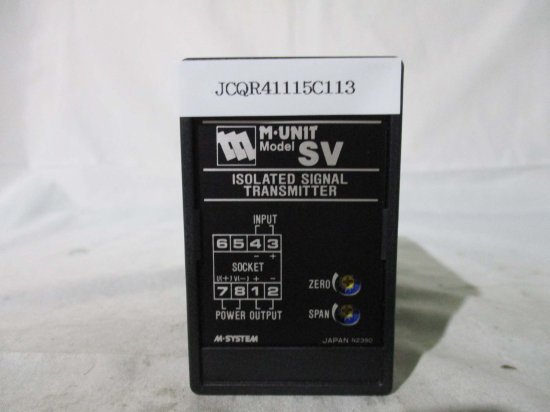 JCQR41115C113
M·UNIT
Model SV
ISOLATED SIGNAL
TRANSMITTER
INPUT
6 5 4 3
- +
SOCKET
V(+) V(-) + -
7 8 1 2
POWER OUTPUT
ZERO
SPAN
M-SYSTEM
JAPAN